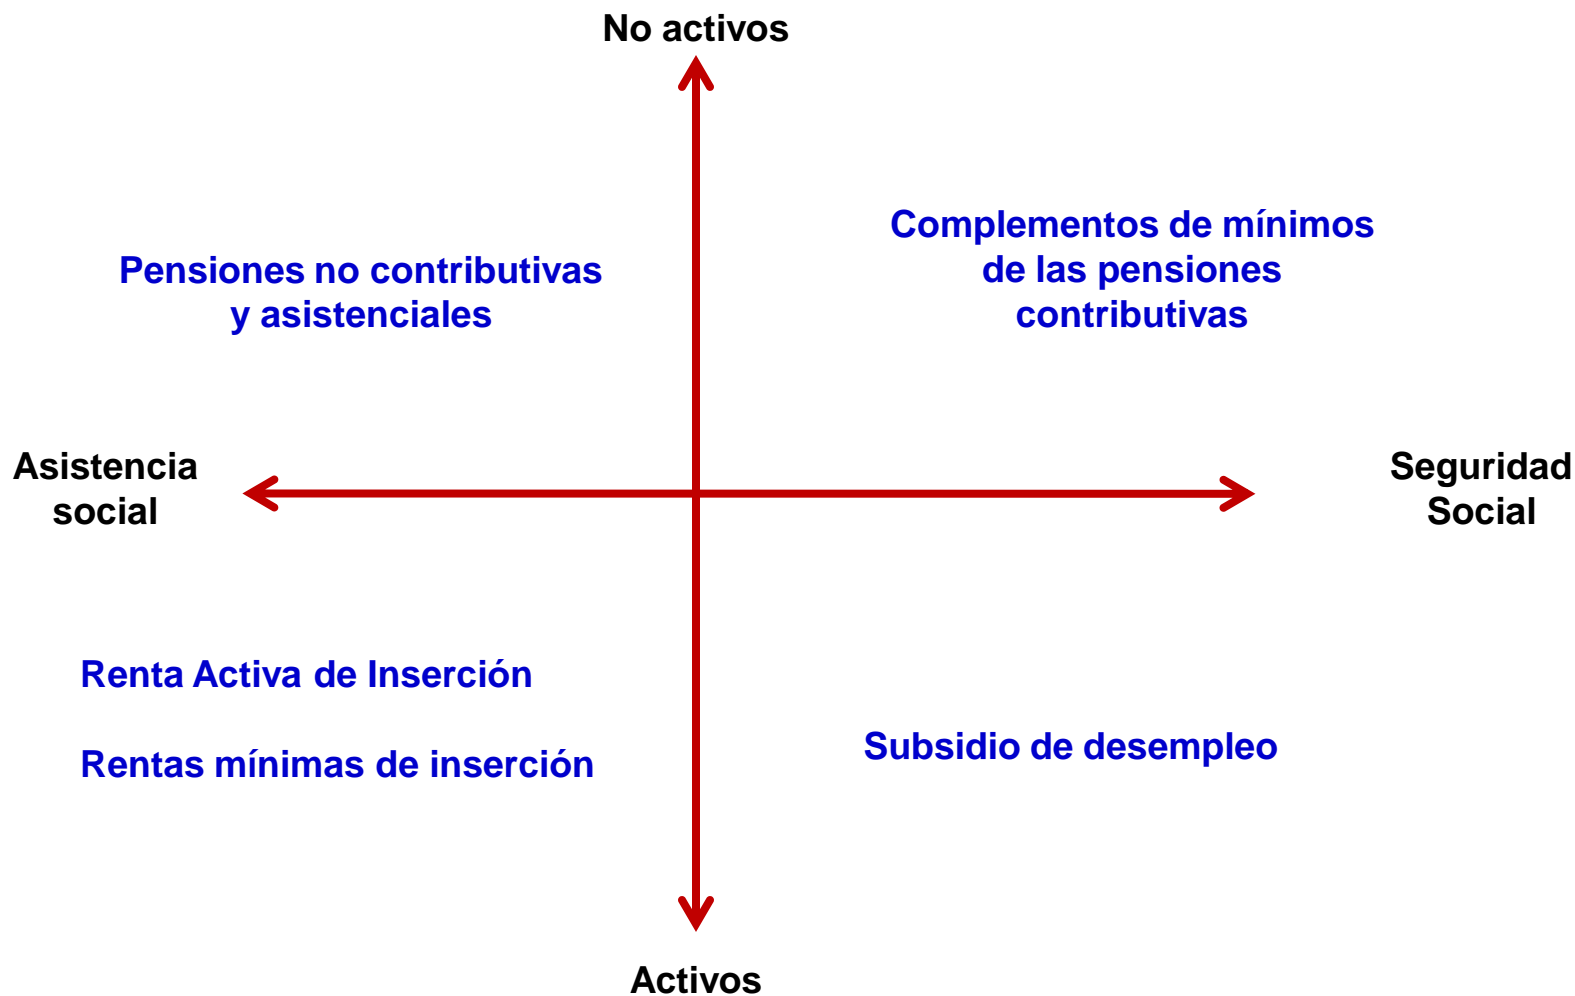 No activos
Complementos de mínimos
de las pensiones
contributivas
Pensiones no contributivas
y asistenciales
Asistencia
social
Seguridad
Social
Renta Activa de Inserción
Rentas mínimas de inserción
Subsidio de desempleo
Activos